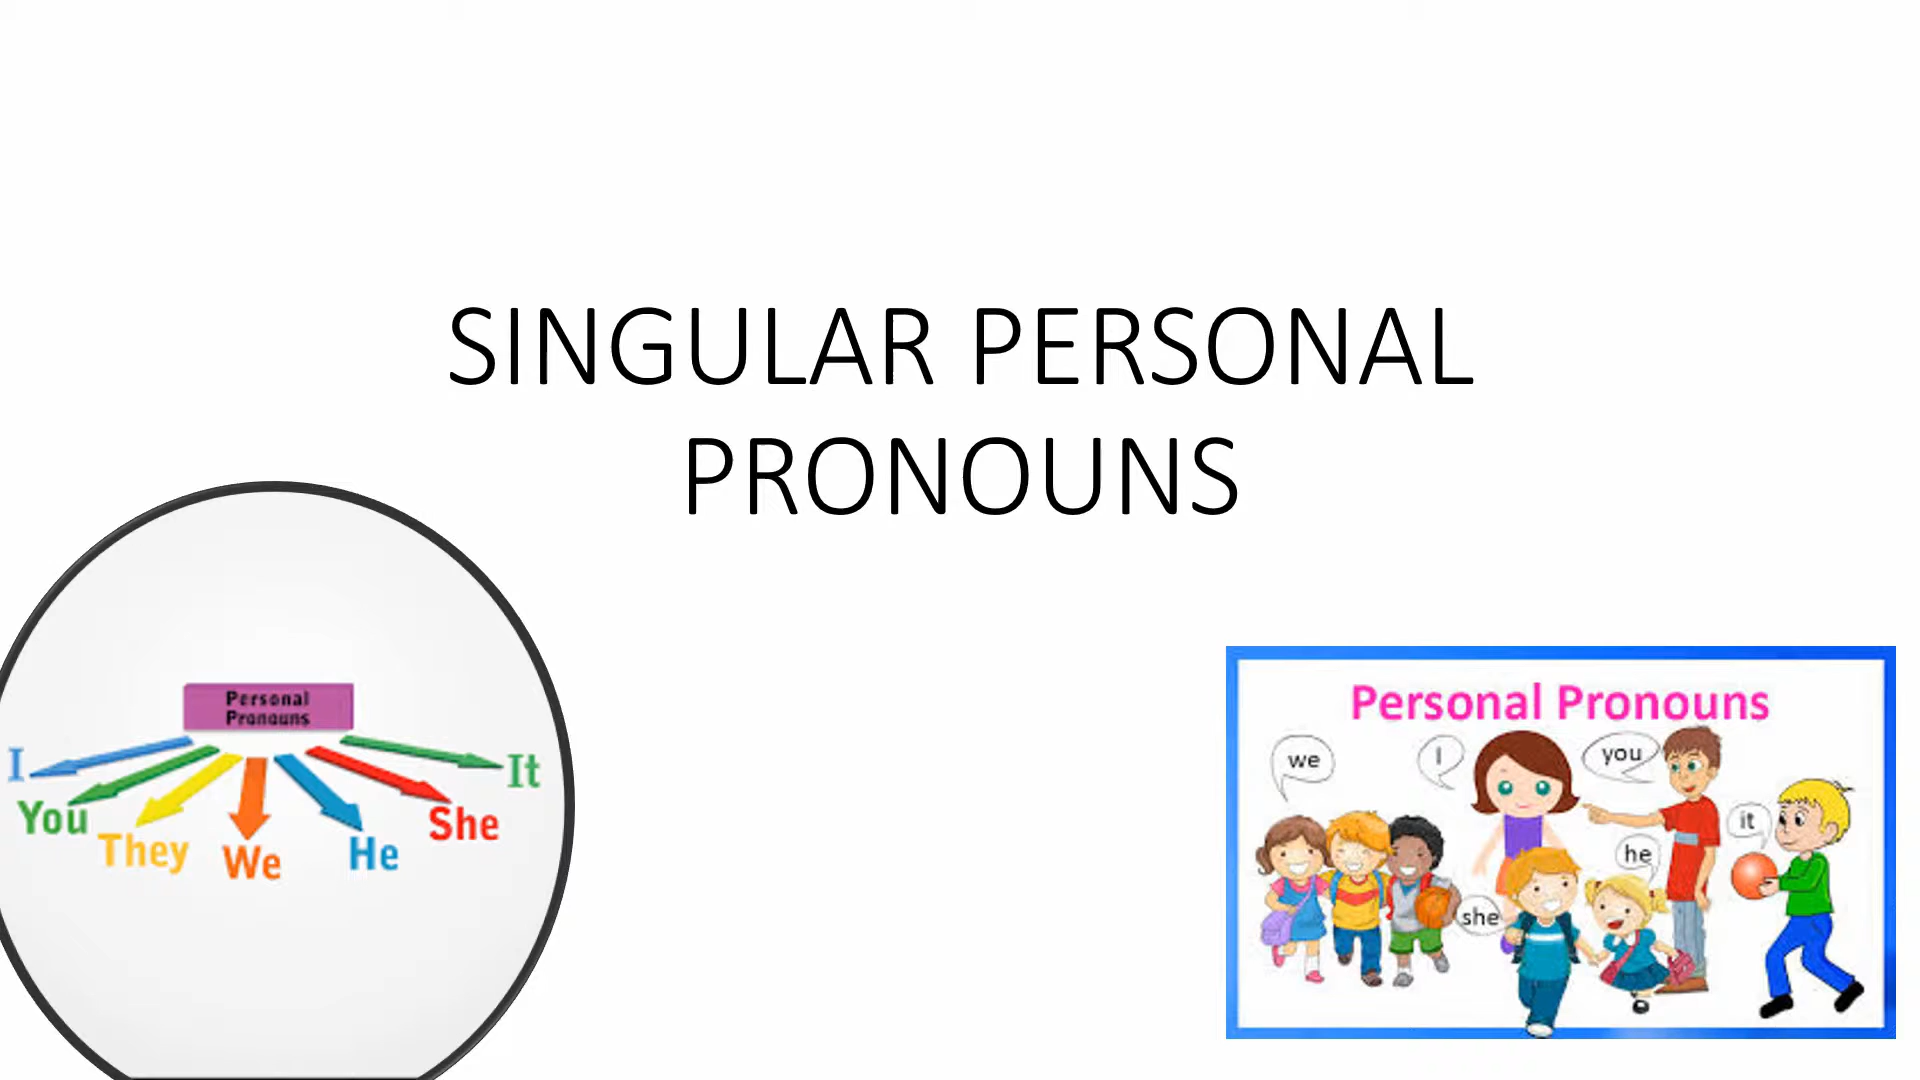 SINGULAR PERSONAL
PRONOUNS
Personal
Pronouns
I
You
They
We
He
She
It
Personal Pronouns
we
I
you
it
he
she